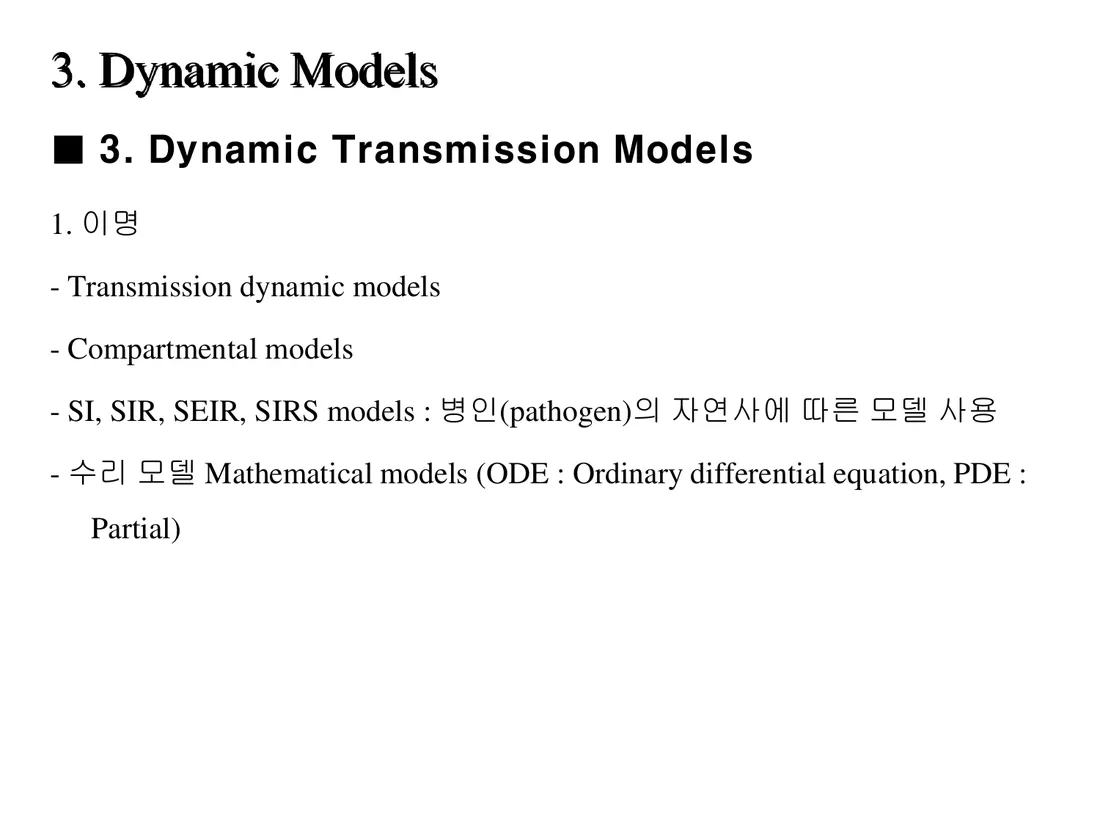 3. Dynamic Models
■ 3. Dynamic Transmission Models
1. 이명
- Transmission dynamic models
- Compartmental models
- SI, SIR, SEIR, SIRS models : 병인(pathogen)의 자연사에 따른 모델 사용
- 수리 모델 Mathematical models (ODE : Ordinary differential equation, PDE :
Partial)